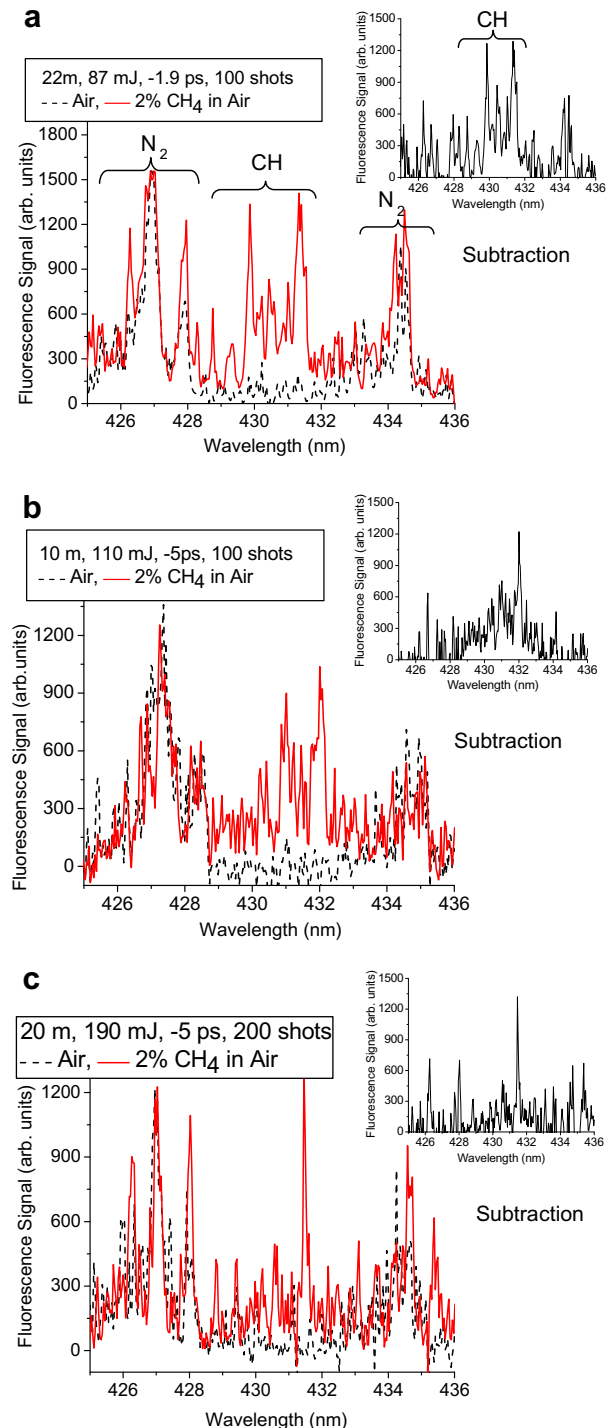 a
22m, 87 mJ, -1.9 ps, 100 shots
Air, 2% CH4 in Air
N2
CH
N2
1800
1500
1200
900
600
300
0
Fluorescence Signal (arb. units)
426 428 430 432 434 436
Wavelength (nm)
CH
1500
1200
900
600
300
0
Fluorescence Signal (arb. units)
426 428 430 432 434 436
Wavelength (nm)
Subtraction
b
10 m, 110 mJ, -5ps, 100 shots
Air, 2% CH4 in Air
1200
900
600
300
0
Fluorescensce Signal (arb.units)
426 428 430 432 434 436
Wavelength (nm)
1500
1200
900
600
300
0
Fluorescence Signal (arb. units)
426 428 430 432 434 436
Wavelength (nm)
Subtraction
c
20 m, 190 mJ, -5 ps, 200 shots
Air, 2% CH4 in Air
1200
900
600
300
0
Fluorescence Signal (arb. units)
426 428 430 432 434 436
Wavelength (nm)
1500
1200
900
600
300
0
Fluorescence Signal (arb. units)
426 428 430 432 434 436
Wavelength (nm)
Subtraction